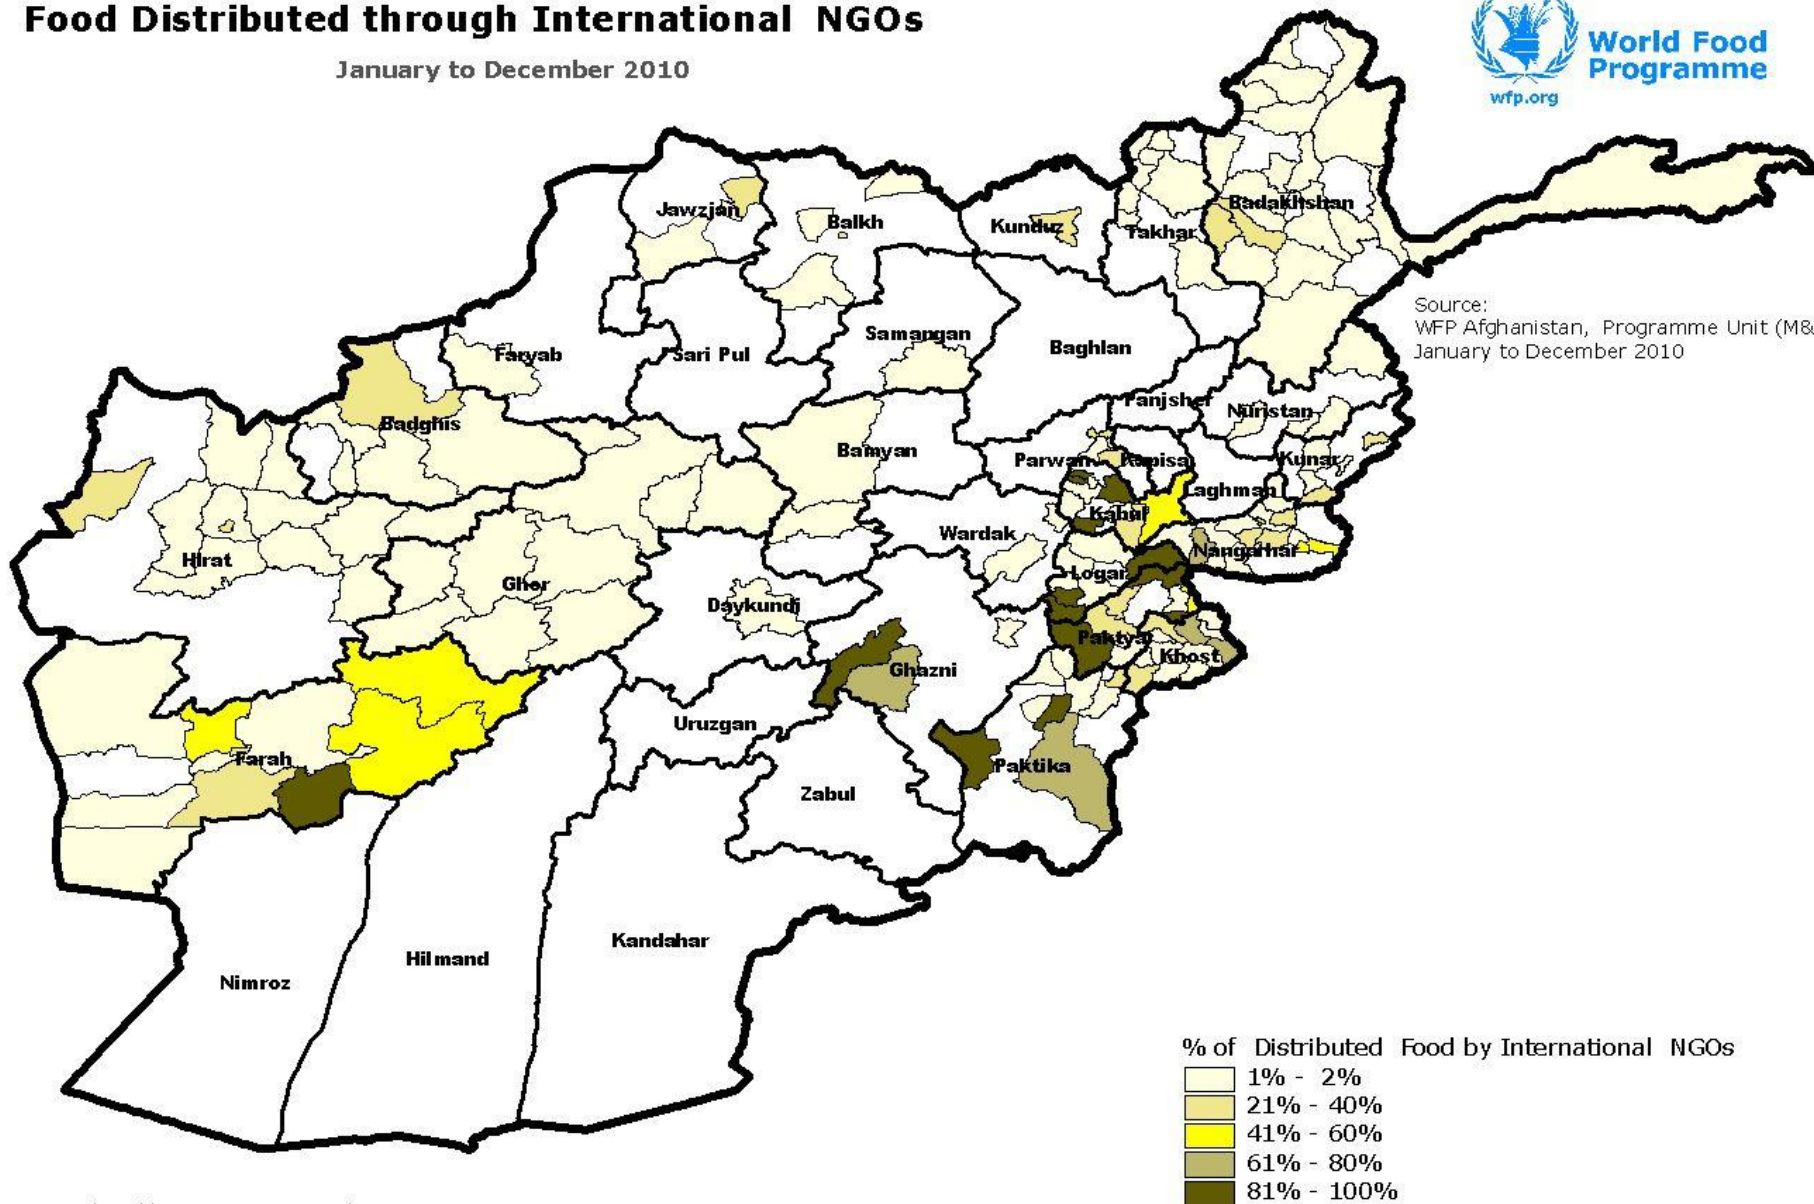 Food Distributed through International NGOs
January to December 2010
World Food
Programme
wfp.org
Source:
WFP Afghanistan, Programme Unit (M&
January to December 2010
Jawzjan
Balkh
Kunduz
Takhar
Badakhshan
Faryab
Sari Pul
Samangan
Baghlan
Badghis
Panjsher
Nuristan
Bamyan
Parwan
Kapisa
Kunar
Laghman
Kabul
Wardak
Hirat
Nangarhar
Ghor
Logar
Daykundi
Paktya
Khost
Ghazni
Uruzgan
Farah
Paktika
Zabul
Kandahar
Hilmand
Nimroz
% of Distributed Food by International NGOs
1% - 2%
21% - 40%
41% - 60%
61% - 80%
81% - 100%